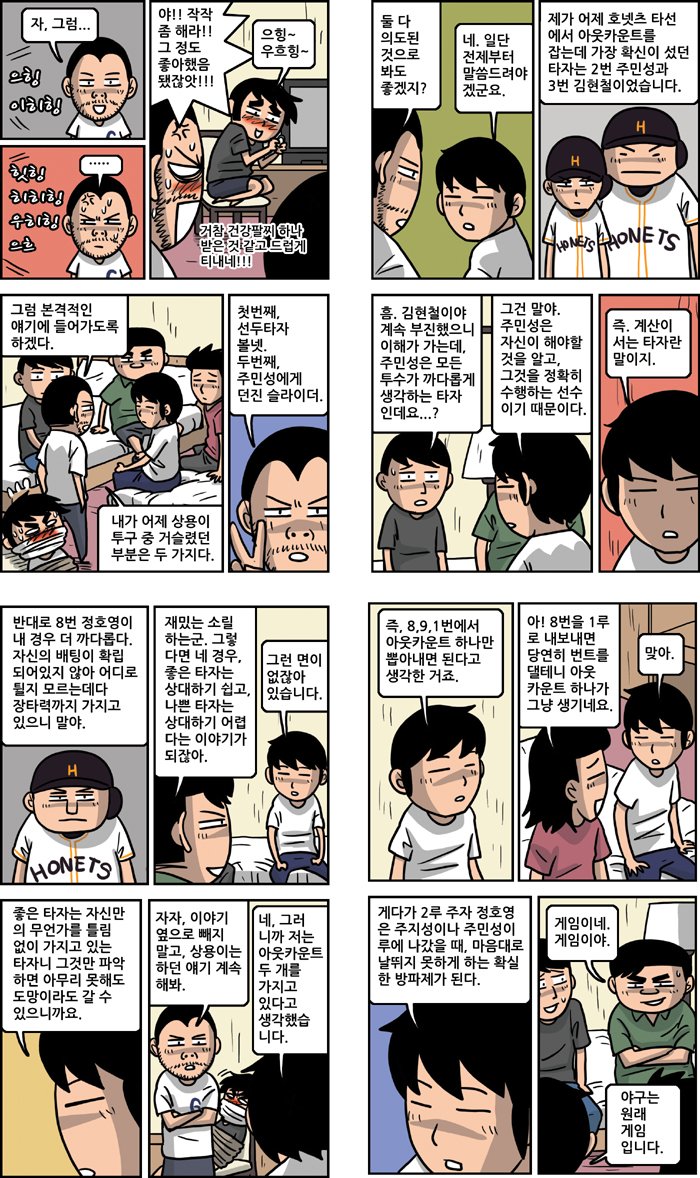 자, 그럼...
으힝
이히힝
......
힛힝
히히힝
우히힝
으흐
야!! 작작
좀 해라!!
그 정도
좋아했음
됐잖앗!!!
으힝~
우흐힝~
거참 건강팔찌 하나
받은 것 같고 드럽게
티내네!!!
둘 다
의도된
것으로
봐도
좋겠지?
네. 일단
전제부터
말씀드려야
겠군요.
제가 어제 호넷츠 타선
에서 아웃카운트를
잡는데 가장 확신이 섰던
타자는 2번 주민성과
3번 김현철이었습니다.
H
H
HONETS
HONETS
그럼 본격적인
얘기에 들어가도록
하겠다.
내가 어제 상용이
투구 중 거슬렸던
부분은 두 가지다.
첫번째,
선두타자
볼넷.
두번째,
주민성에게
던진 슬라이더.
흠. 김현철이야
계속 부진했으니
이해가 가는데,
주민성은 모든
투수가 까다롭게
생각하는 타자
인데요...?
그건 말야.
주민성은
자신이 해야할
것을 알고,
그것을 정확히
수행하는 선수
이기 때문이다.
즉. 계산이
서는 타자란
말이지.
반대로 8번 정호영이
내 경우 더 까다롭다.
자신의 배팅이 확립
되어있지 않아 어디로
튈지 모르는데다
장타력까지 가지고
있으니 말야.
H
HONETS
재밌는 소릴
하는군. 그렇
다면 네 경우,
좋은 타자는
상대하기 쉽고,
나쁜 타자는
상대하기 어렵
다는 이야기가
되잖아.
그런 면이
없잖아
있습니다.
즉, 8,9,1번에서
아웃카운트 하나만
뽑아내면 된다고
생각한 거죠.
아! 8번을 1루
로 내보내면
당연히 번트를
댈테니 아웃
카운트 하나가
그냥 생기네요.
맞아.
좋은 타자는 자신만
의 무언가를 틀림
없이 가지고 있는
타자니 그것만 파악
하면 아무리 못해도
도망이라도 갈 수
있으니까요.
자자, 이야기
옆으로 빼지
말고, 상용이는
하던 얘기 계속
해봐.
네, 그러
니까 저는
아웃카운트
두 개를
가지고
있다고
생각했습
니다.
게다가 2루 주자 정호영
은 주지성이나 주민성이
루에 나갔을 때, 마음대로
날뛰지 못하게 하는 확실
한 방파제가 된다.
게임이네.
게임이야.
야구는
원래
게임
입니다.